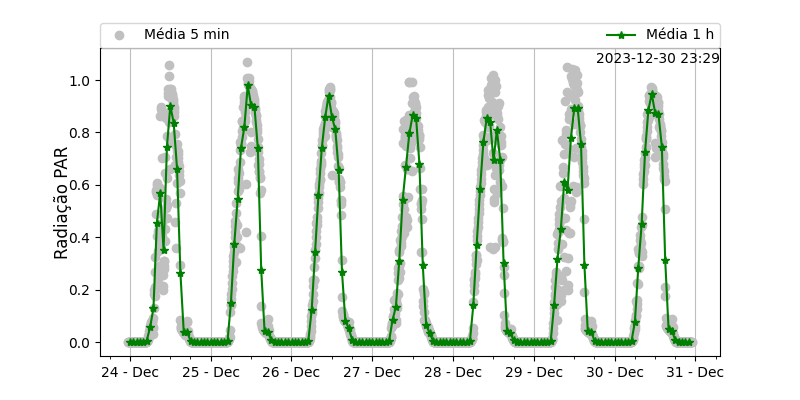 Média 5 min
Média 1 h
2023-12-30 23:29
Radiação PAR
1.0
0.8
0.6
0.4
0.2
0.0
24 - Dec
25 - Dec
26 - Dec
27 - Dec
28 - Dec
29 - Dec
30 - Dec
31 - Dec